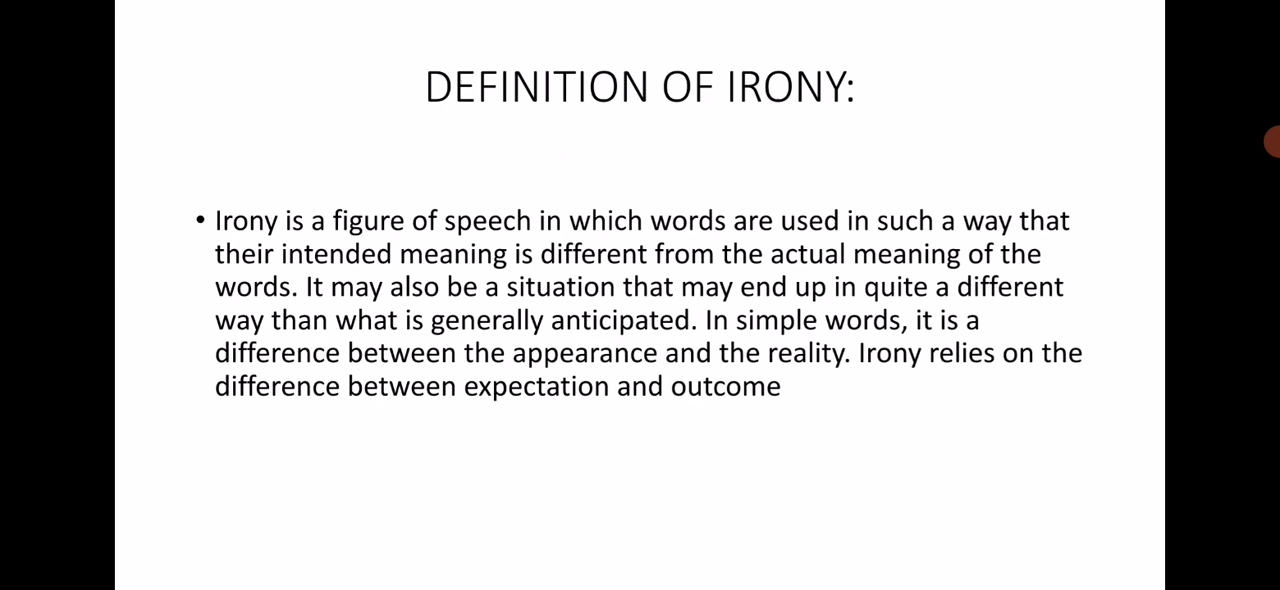 DEFINITION OF IRONY:
• Irony is a figure of speech in which words are used in such a way that
their intended meaning is different from the actual meaning of the
words. It may also be a situation that may end up in quite a different
way than what is generally anticipated. In simple words, it is a
difference between the appearance and the reality. Irony relies on the
difference between expectation and outcome